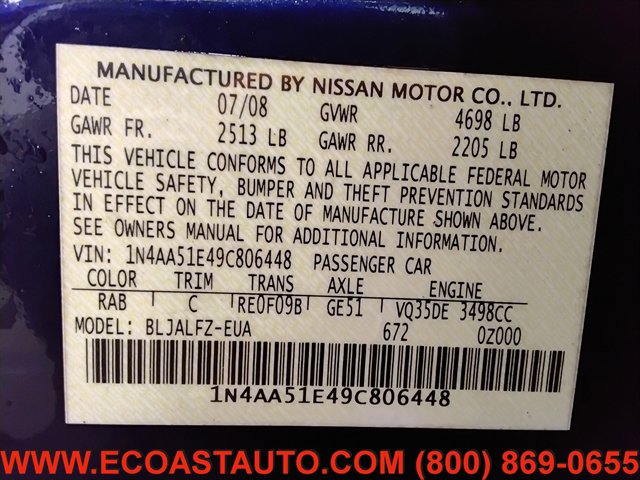 MANUFACTURED BY NISSAN MOTOR CO., LTD.
DATE 07/08 GVWR 4698 LB
GAWR FR. 2513 LB GAWR RR. 2205 LB
THIS VEHICLE CONFORMS TO ALL APPLICABLE FEDERAL MOTOR
VEHICLE SAFETY, BUMPER AND THEFT PREVENTION STANDARDS
IN EFFECT ON THE DATE OF MANUFACTURE SHOWN ABOVE.
SEE OWNERS MANUAL FOR ADDITIONAL INFORMATION.
VIN: 1N4AA51E49C806448 PASSENGER CAR
COLOR TRIM TRANS AXLE ENGINE
RAB C RE0F09B GE51 VQ35DE 3498CC
MODEL: BLJALFZ-EUA 672 0Z000
1N4AA51E49C806448
WWW.ECOASTAUTO.COM (800) 869-0655